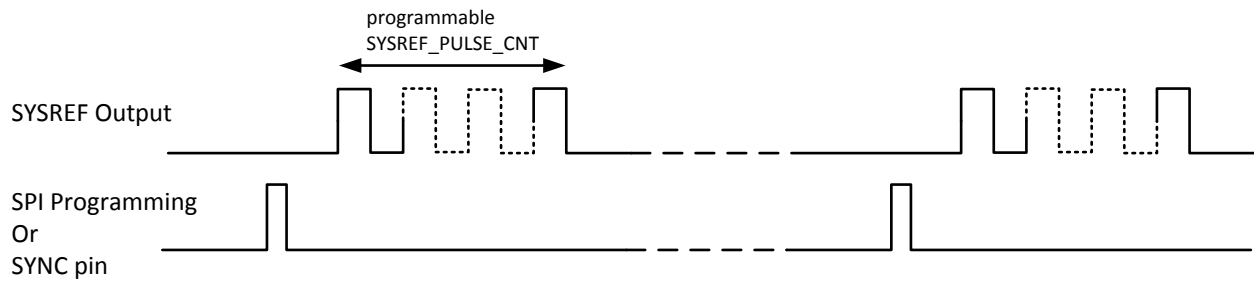 programmable
SYSREF_PULSE_CNT
SYSREF Output
SPI Programming
Or
SYNC pin